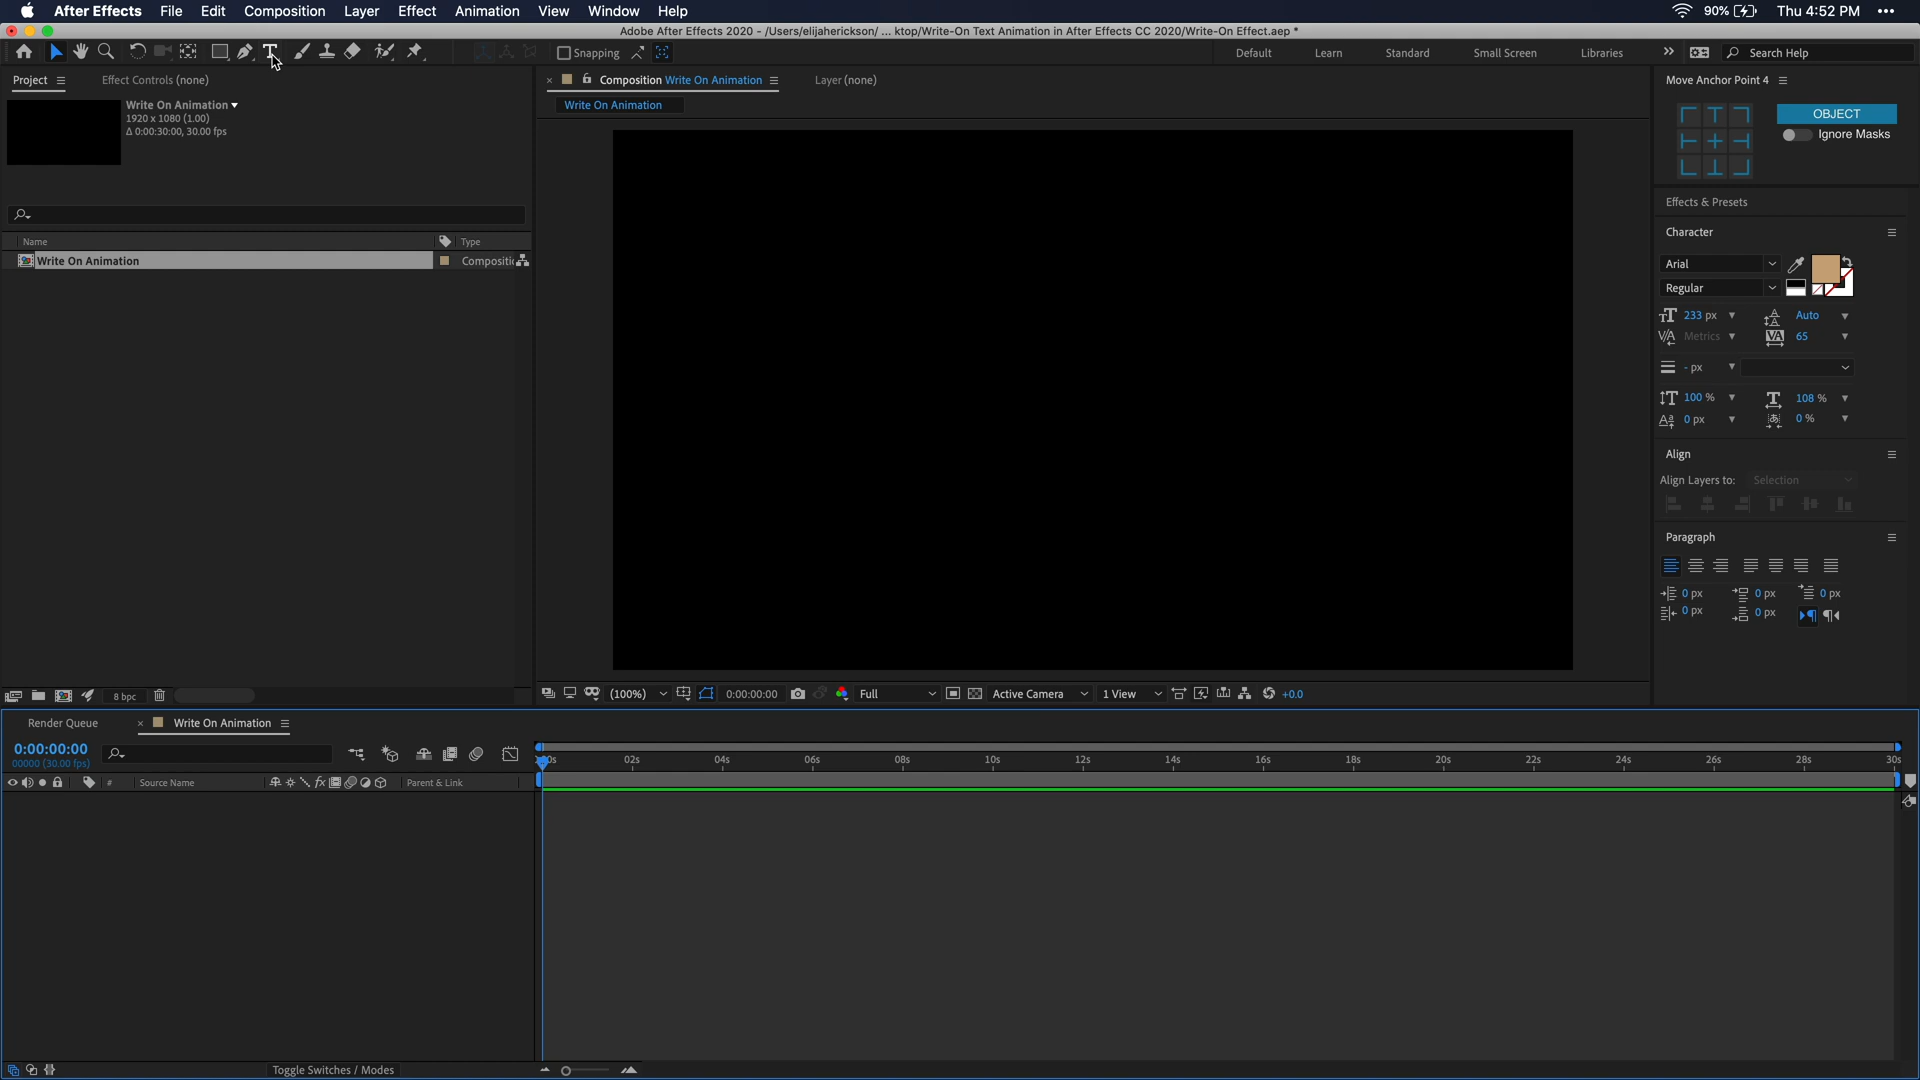 After Effects File Edit Composition Layer Effect Animation View Window Help 90% Thu 4:52 PM
Adobe After Effects 2020 - /Users/elijaherickson/ ... ktop/Write-On Text Animation in After Effects CC 2020/Write-On Effect.aep *
T Snapping Default Learn Standard Small Screen Libraries Search Help
Project Effect Controls (none) Composition Write On Animation Layer (none) Move Anchor Point 4
Write On Animation
1920 x 1080 (1.00)
Δ 0:00:30:00, 30.00 fps
Write On Animation
OBJECT
Ignore Masks
Effects & Presets
Name Type
Write On Animation Compositi
Character
Arial
Regular
233 px Auto
Metrics 65
- px
100 % 108 %
0 px 0 %
Align
Align Layers to: Selection
Paragraph
0 px 0 px 0 px
0 px 0 px
8 bpc (100%) 0:00:00:00 Full Active Camera 1 View +0.0
Render Queue Write On Animation
0:00:00:00
00000 (30.00 fps)
02s 04s 06s 08s 10s 12s 14s 16s 18s 20s 22s 24s 26s 28s 30s
# Source Name Parent & Link
Toggle Switches / Modes